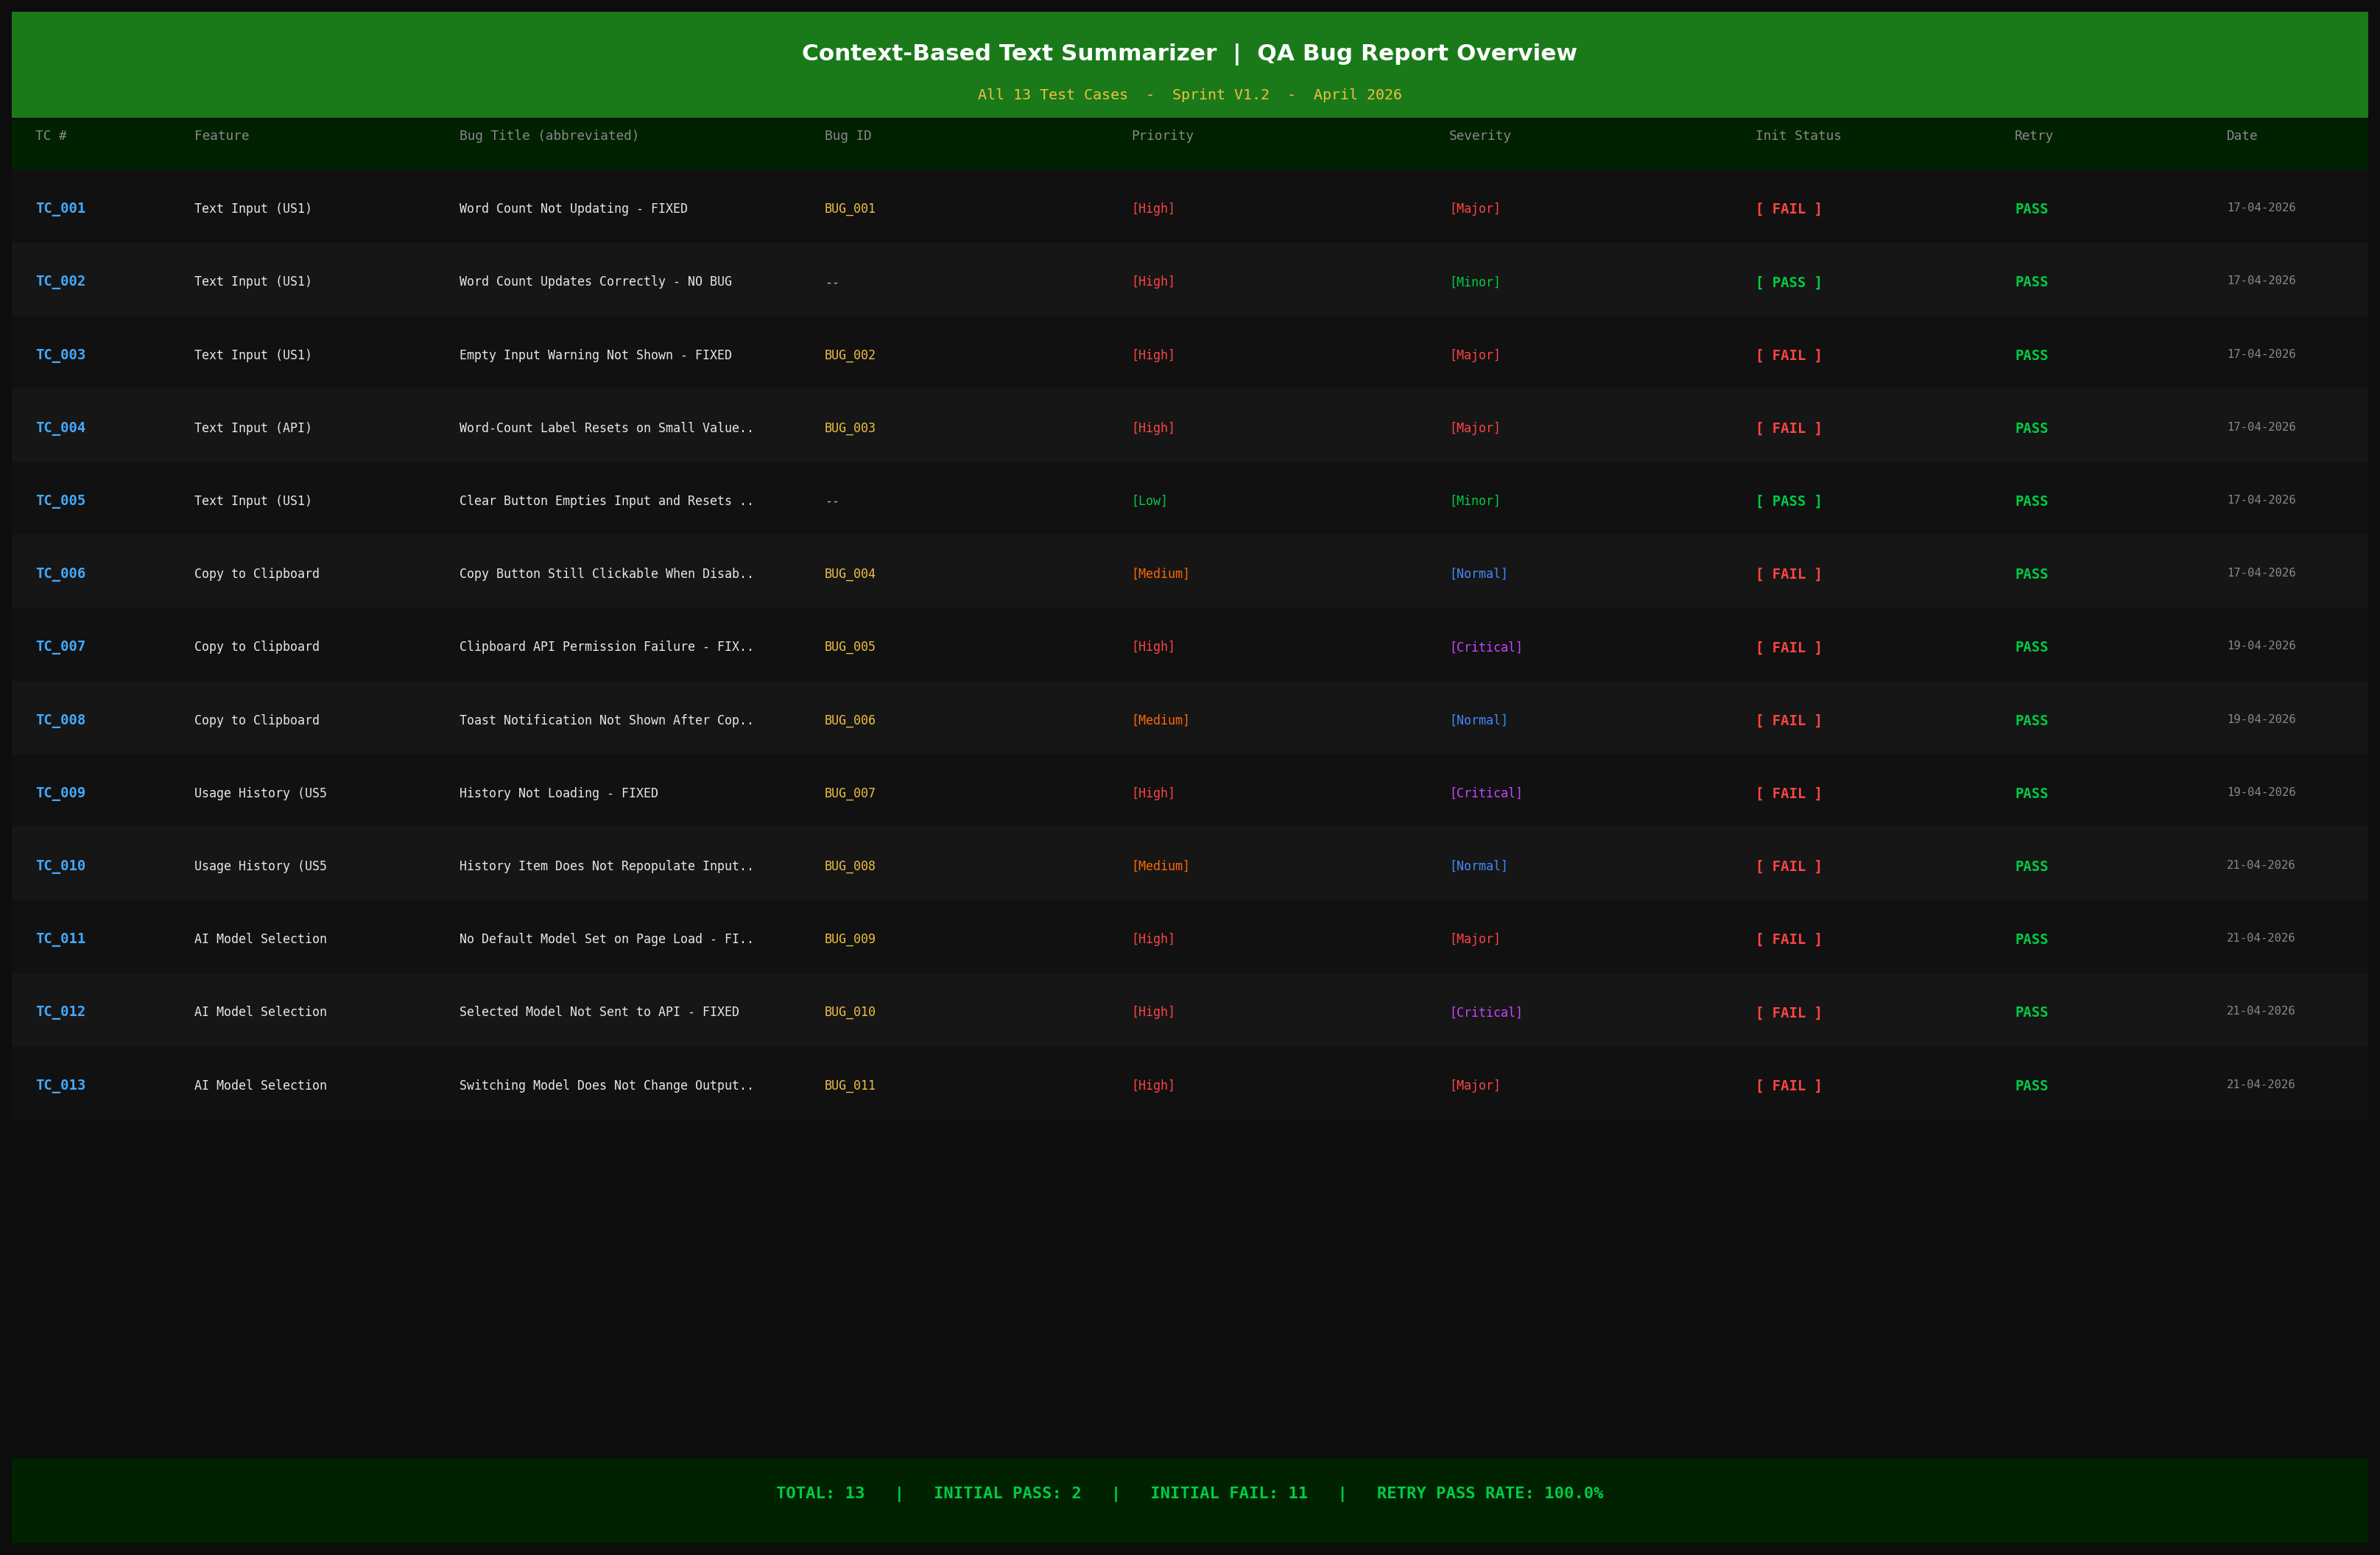 Context-Based Text Summarizer | QA Bug Report Overview
All 13 Test Cases - Sprint V1.2 - April 2026
TC # Feature Bug Title (abbreviated) Bug ID Priority Severity Init Status Retry Date
TC_001 Text Input (US1) Word Count Not Updating - FIXED BUG_001 [High] [Major] [ FAIL ] PASS 17-04-2026
TC_002 Text Input (US1) Word Count Updates Correctly - NO BUG -- [High] [Minor] [ PASS ] PASS 17-04-2026
TC_003 Text Input (US1) Empty Input Warning Not Shown - FIXED BUG_002 [High] [Major] [ FAIL ] PASS 17-04-2026
TC_004 Text Input (API) Word-Count Label Resets on Small Value.. BUG_003 [High] [Major] [ FAIL ] PASS 17-04-2026
TC_005 Text Input (US1) Clear Button Empties Input and Resets .. -- [Low] [Minor] [ PASS ] PASS 17-04-2026
TC_006 Copy to Clipboard Copy Button Still Clickable When Disab.. BUG_004 [Medium] [Normal] [ FAIL ] PASS 17-04-2026
TC_007 Copy to Clipboard Clipboard API Permission Failure - FIX.. BUG_005 [High] [Critical] [ FAIL ] PASS 19-04-2026
TC_008 Copy to Clipboard Toast Notification Not Shown After Cop.. BUG_006 [Medium] [Normal] [ FAIL ] PASS 19-04-2026
TC_009 Usage History (US5 History Not Loading - FIXED BUG_007 [High] [Critical] [ FAIL ] PASS 19-04-2026
TC_010 Usage History (US5 History Item Does Not Repopulate Input.. BUG_008 [Medium] [Normal] [ FAIL ] PASS 21-04-2026
TC_011 AI Model Selection No Default Model Set on Page Load - FI.. BUG_009 [High] [Major] [ FAIL ] PASS 21-04-2026
TC_012 AI Model Selection Selected Model Not Sent to API - FIXED BUG_010 [High] [Critical] [ FAIL ] PASS 21-04-2026
TC_013 AI Model Selection Switching Model Does Not Change Output.. BUG_011 [High] [Major] [ FAIL ] PASS 21-04-2026
TOTAL: 13 | INITIAL PASS: 2 | INITIAL FAIL: 11 | RETRY PASS RATE: 100.0%